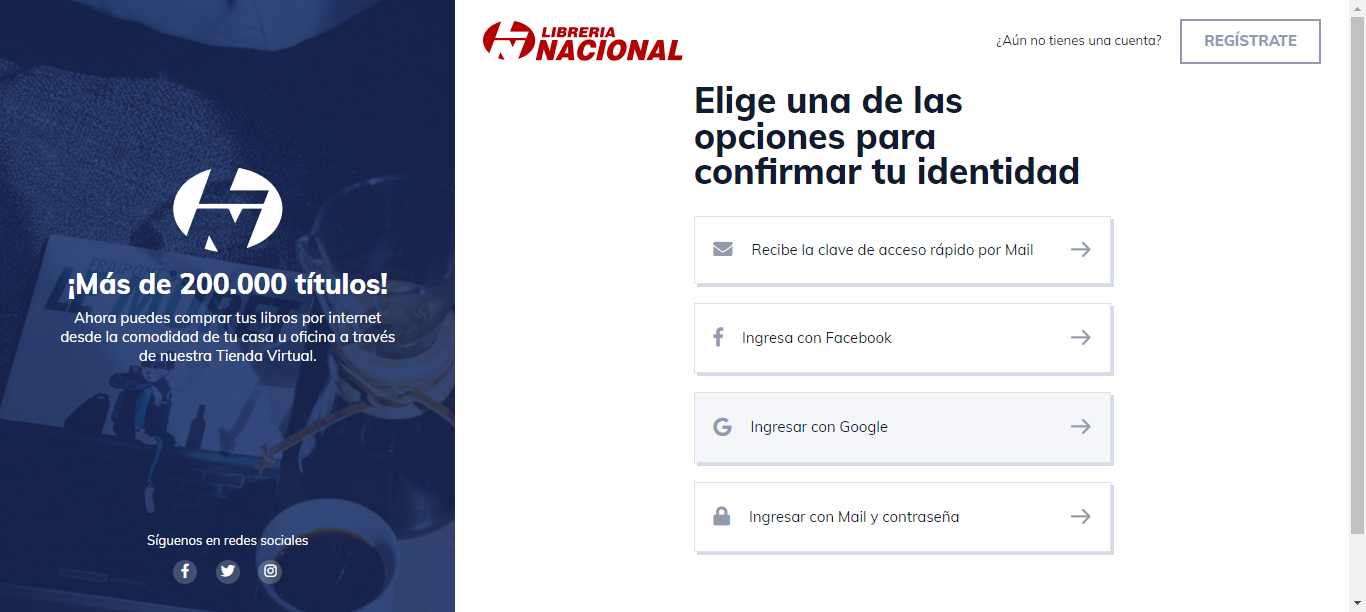 ¡Más de 200.000 títulos!
Ahora puedes comprar tus libros por internet
desde la comodidad de tu casa u oficina a través
de nuestra Tienda Virtual.
Síguenos en redes sociales
LIBRERIA
NACIONAL
¿Aún no tienes una cuenta?
REGÍSTRATE
Elige una de las
opciones para
confirmar tu identidad
Recibe la clave de acceso rápido por Mail
Ingresa con Facebook
Ingresar con Google
Ingresar con Mail y contraseña